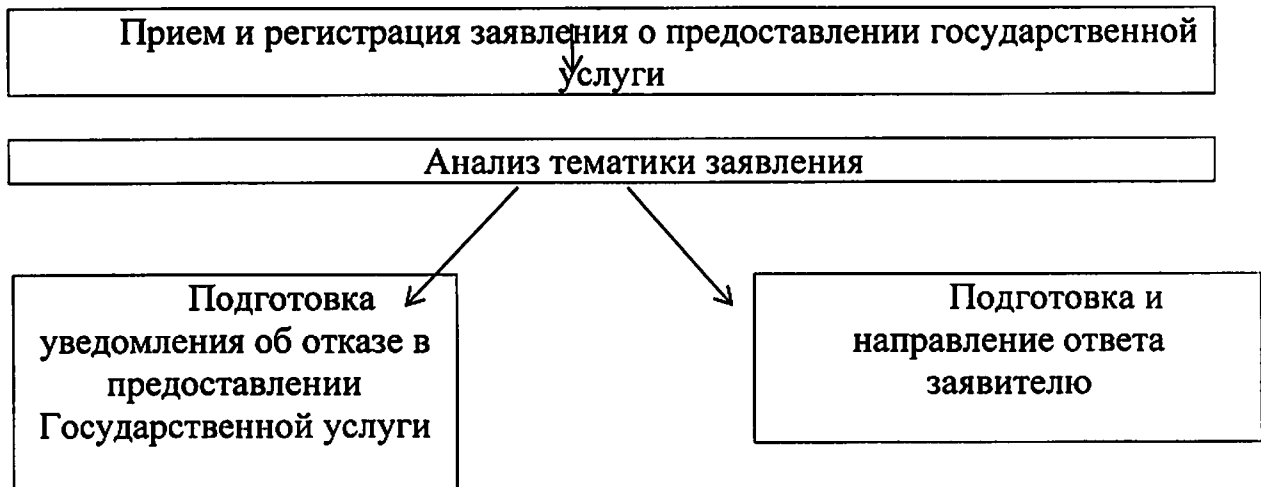 Прием и регистрация заявления о предоставлении государственной
услуги
Анализ тематики заявления
Подготовка
уведомления об отказе в
предоставлении
Государственной услуги
Подготовка и
направление ответа
заявителю